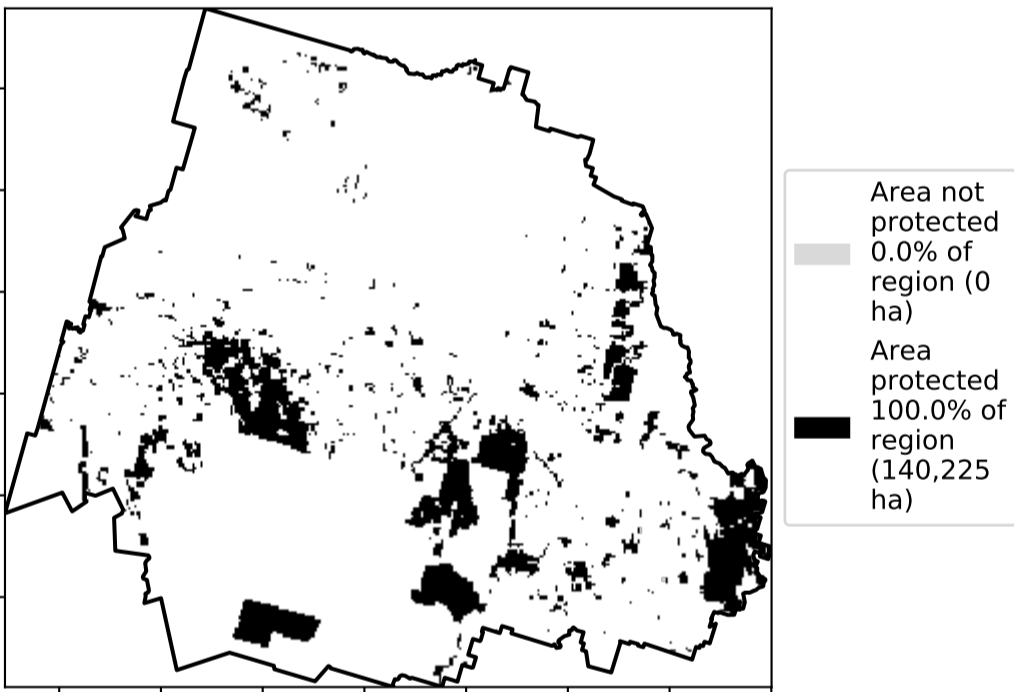 Area not
protected
0.0% of
region (0
ha)
Area
protected
100.0% of
region
(140,225
ha)